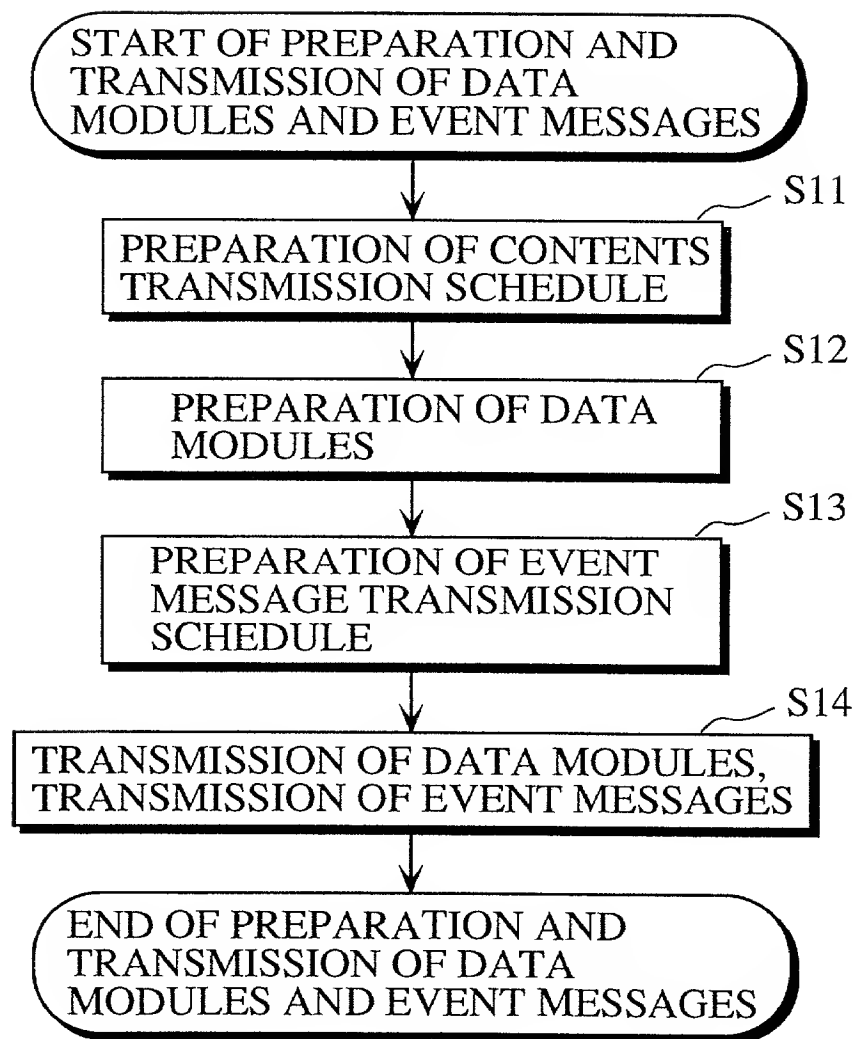 START OF PREPARATION AND
TRANSMISSION OF DATA
MODULES AND EVENT MESSAGES
S11
PREPARATION OF CONTENTS
TRANSMISSION SCHEDULE
S12
PREPARATION OF DATA
MODULES
S13
PREPARATION OF EVENT
MESSAGE TRANSMISSION
SCHEDULE
S14
TRANSMISSION OF DATA MODULES,
TRANSMISSION OF EVENT MESSAGES
END OF PREPARATION AND
TRANSMISSION OF DATA
MODULES AND EVENT MESSAGES